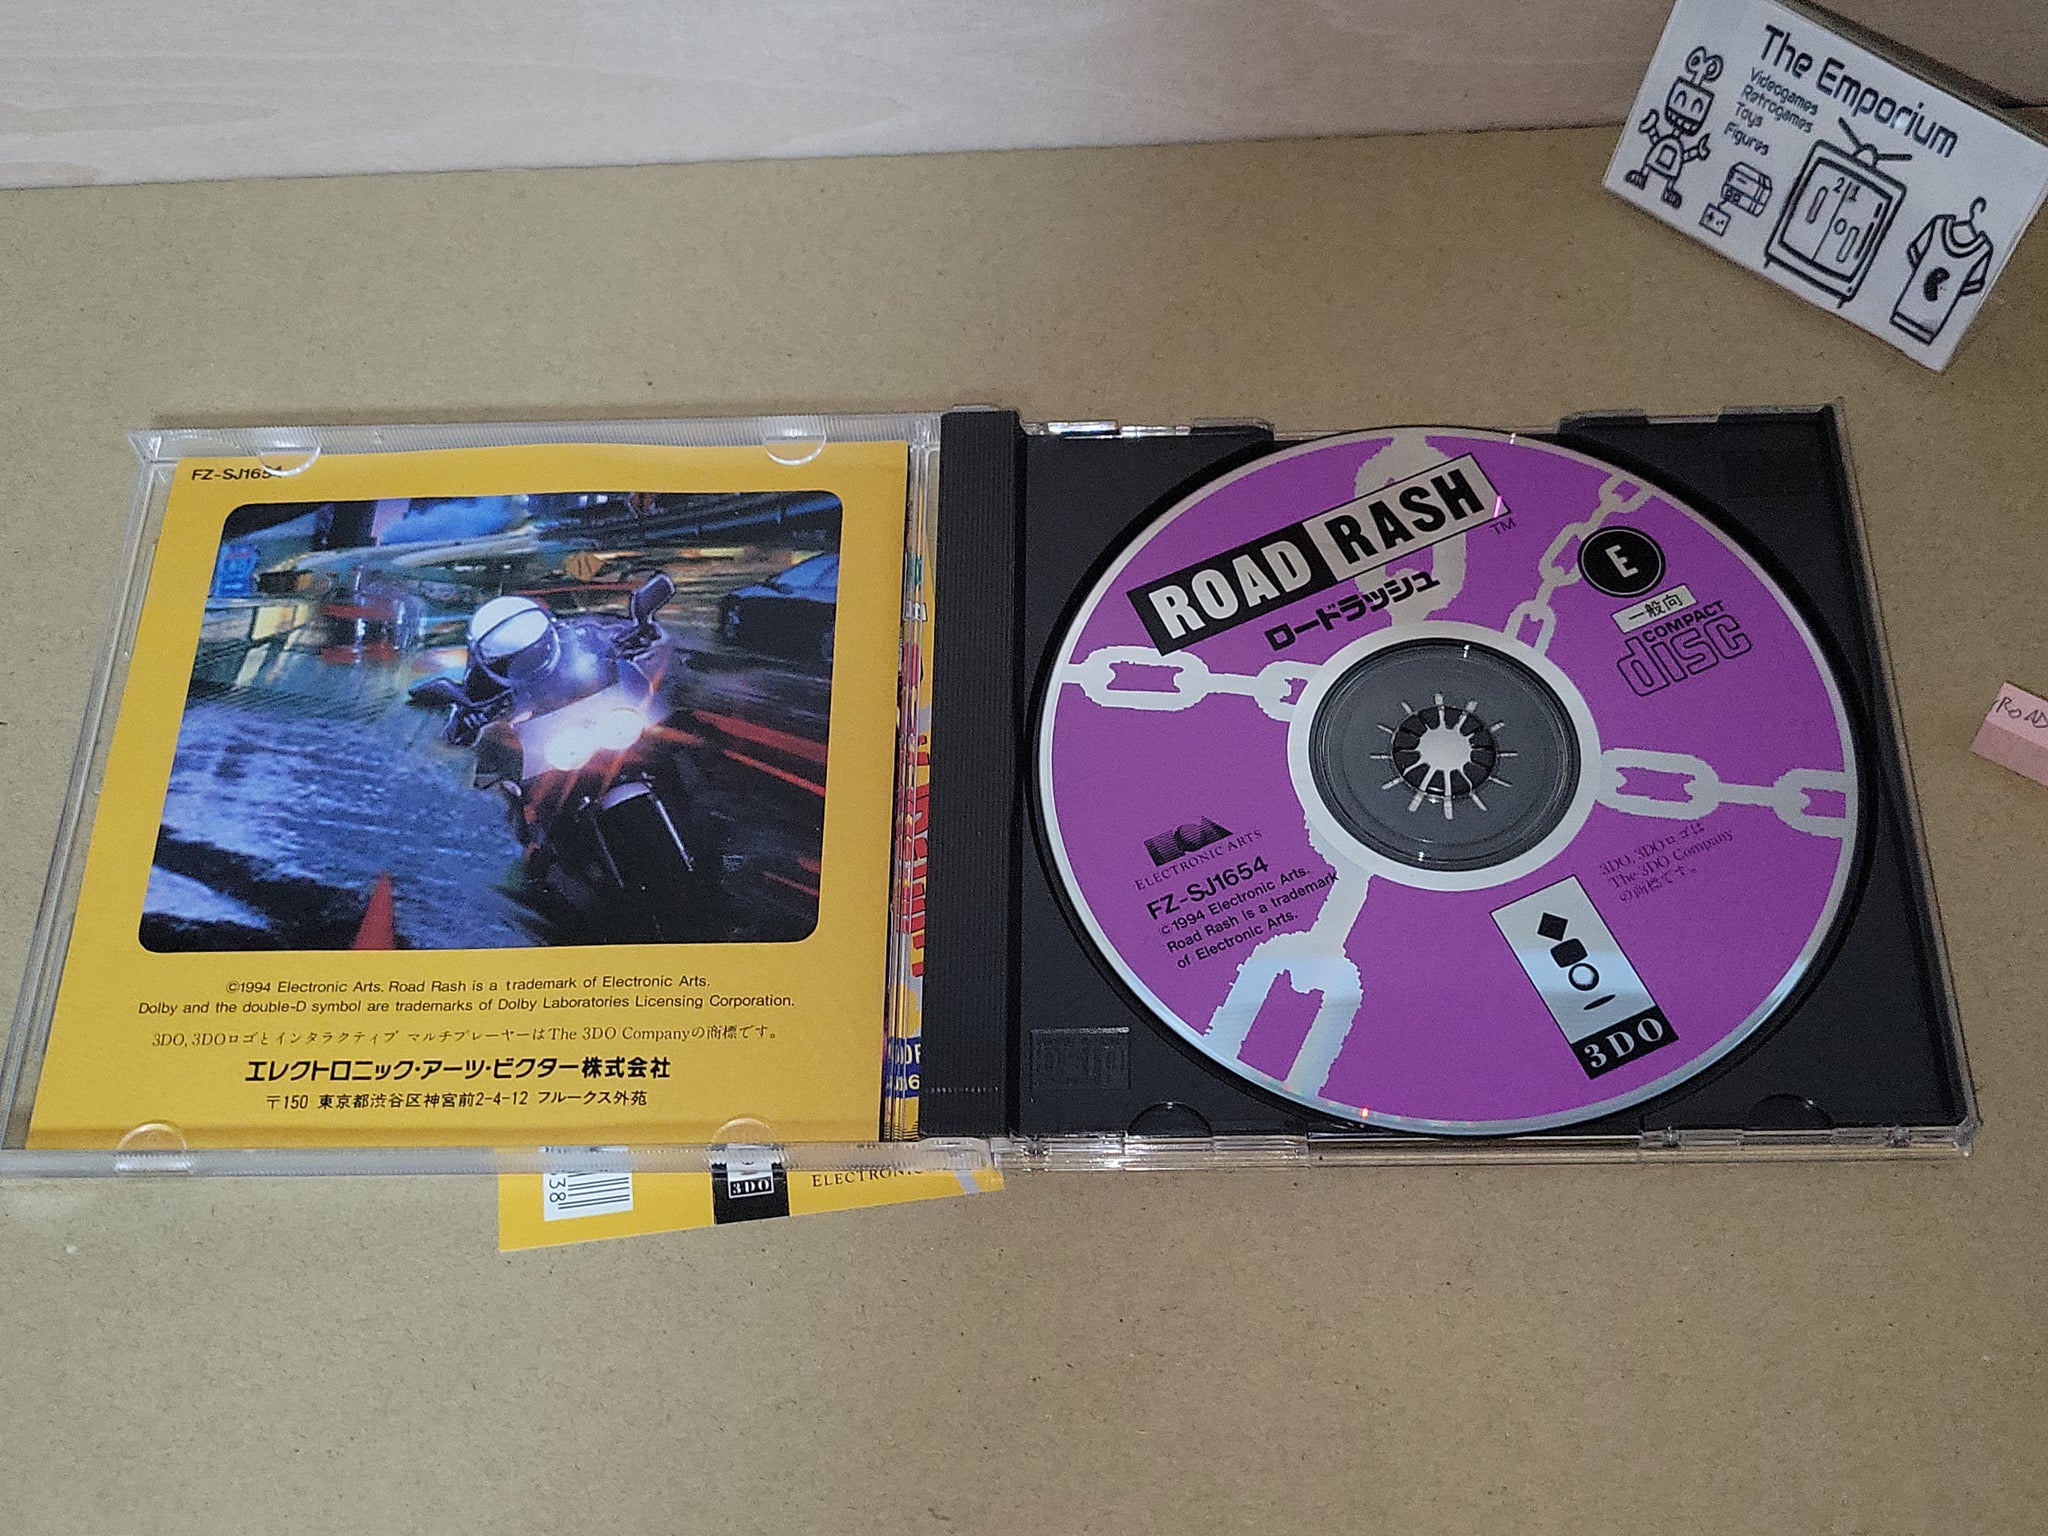 The Emporium
Videogames
Retrogames
Toys
Figures
FZ-SJ1654
©1994 Electronic Arts. Road Rash is a trademark of Electronic Arts.
Dolby and the double-D symbol are trademarks of Dolby Laboratories Licensing Corporation.
3DO, 3DOロゴとインタラクティブ マルチプレーヤーはThe 3DO Companyの商標です。
エレクトロニック・アーツ・ビクター株式会社
〒150 東京都渋谷区神宮前2-4-12 フルークス外苑
ROAD RASH TM
ロードラッシュ
E
一般向
COMPACT
disc
ELECTRONIC ARTS
FZ-SJ1654
©1994 Electronic Arts.
Road Rash is a trademark
of Electronic Arts.
3DO, 3DOロゴは
The 3DO Company
の商標です。
3DO
ROAD
38
3DO
ELECTRONIC